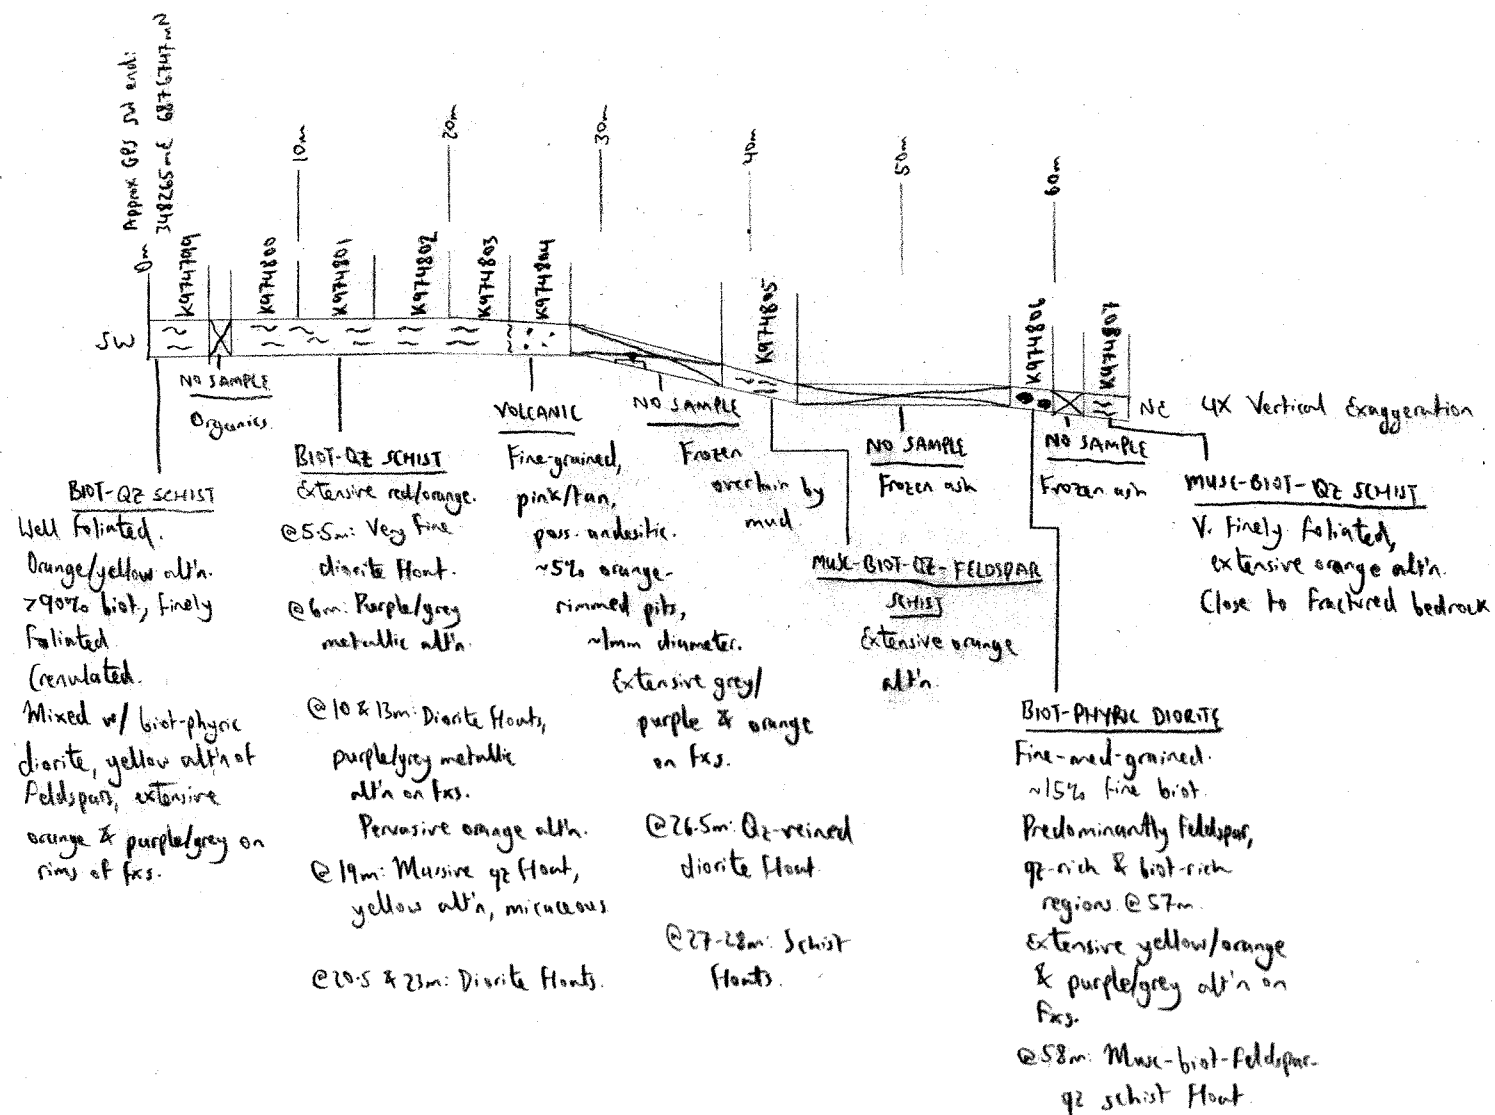 Approx GPS SW end:
348265mE 6876747mN
0m
10m
20m
30m
40m
50m
60m
K974799
K974800
K974801
K974802
K974803
K974804
K974805
K974806
K974807
SW
NE 4X Vertical Exaggeration
NO SAMPLE
Organics.
BIOT-QZ SCHIST
Well foliated.
Orange/yellow alt'n.
>90% biot, finely
foliated
Crenulated.
Mixed w/ biot-phyric
diorite, yellow alt'n of
feldspars, extensive
orange & purple/grey on
rims of fxs.
BIOT-QZ SCHIST
Extensive red/orange.
@5.5m: Very fine
diorite float.
@6m: Purple/grey
metallic alt'n.
@10 & 13m: Diorite floats,
purple/grey metallic
alt'n on fxs.
Pervasive orange alt'n.
@19m: Massive qz float,
yellow alt'n, micaceous
@20.5 & 23m: Diorite floats.
VOLCANIC
Fine-grained,
pink/tan,
poss. andesitic.
~5% orange-
rimmed pits,
~1mm diameter.
Extensive grey/
purple & orange
on fxs.
@26.5m: Qz-veined
diorite float
@27-28m: Schist
floats.
NO SAMPLE
Frozen
overlain by
mud.
MUSC-BIOT-QZ-FELDSPAR
SCHIST
Extensive orange
alt'n.
NO SAMPLE
Frozen ash
BIOT-PHYRIC DIORITE
Fine-med-grained.
~15% fine biot.
Predominantly feldspar,
qz-rich & biot-rich
regions @57m.
Extensive yellow/orange
& purple/grey alt'n on
fxs.
@58m: Musc-biot-feldspar-
qz schist float.
NO SAMPLE
Frozen ash
MUSC-BIOT-QZ SCHIST
V. finely foliated,
extensive orange alt'n.
Close to fractured bedrock